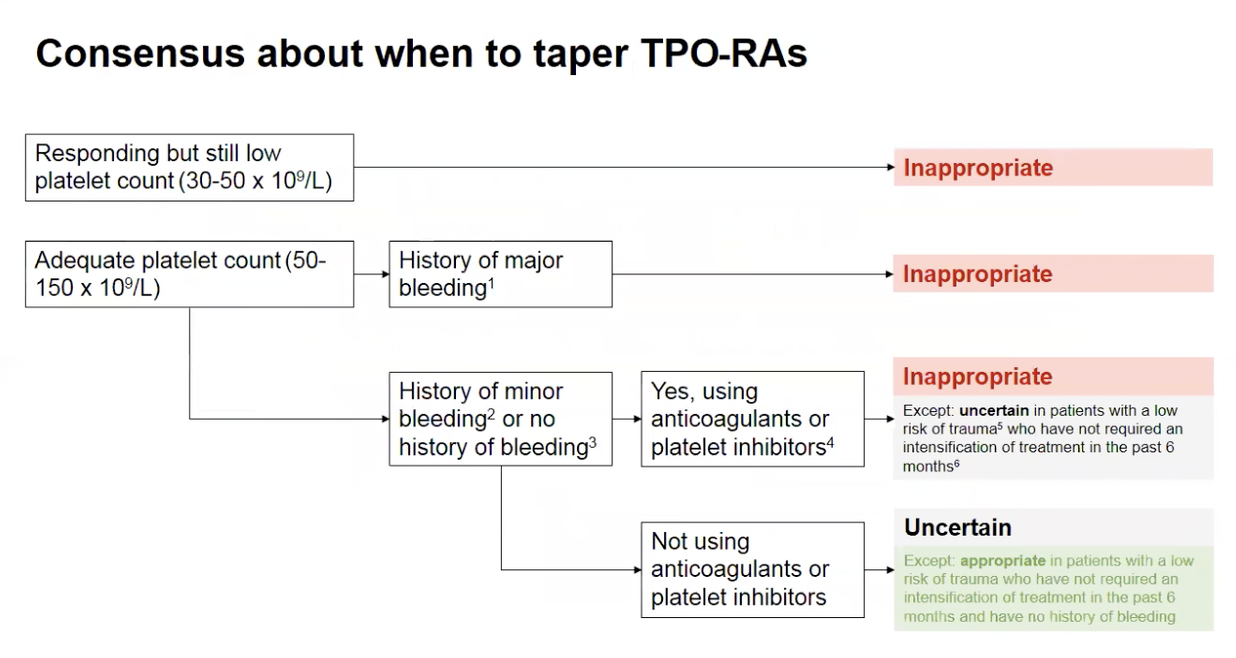 Consensus about when to taper TPO-RAs
Responding but still low
platelet count (30-50 x 10⁹/L)
Inappropriate
Adequate platelet count (50-
150 x 10⁹/L)
History of major
bleeding¹
Inappropriate
History of minor
bleeding² or no
history of bleeding³
Yes, using
anticoagulants or
platelet inhibitors⁴
Inappropriate
Except: uncertain in patients with a low
risk of trauma⁵ who have not required an
intensification of treatment in the past 6
months⁶
Not using
anticoagulants or
platelet inhibitors
Uncertain
Except: appropriate in patients with a low
risk of trauma who have not required an
intensification of treatment in the past 6
months and have no history of bleeding